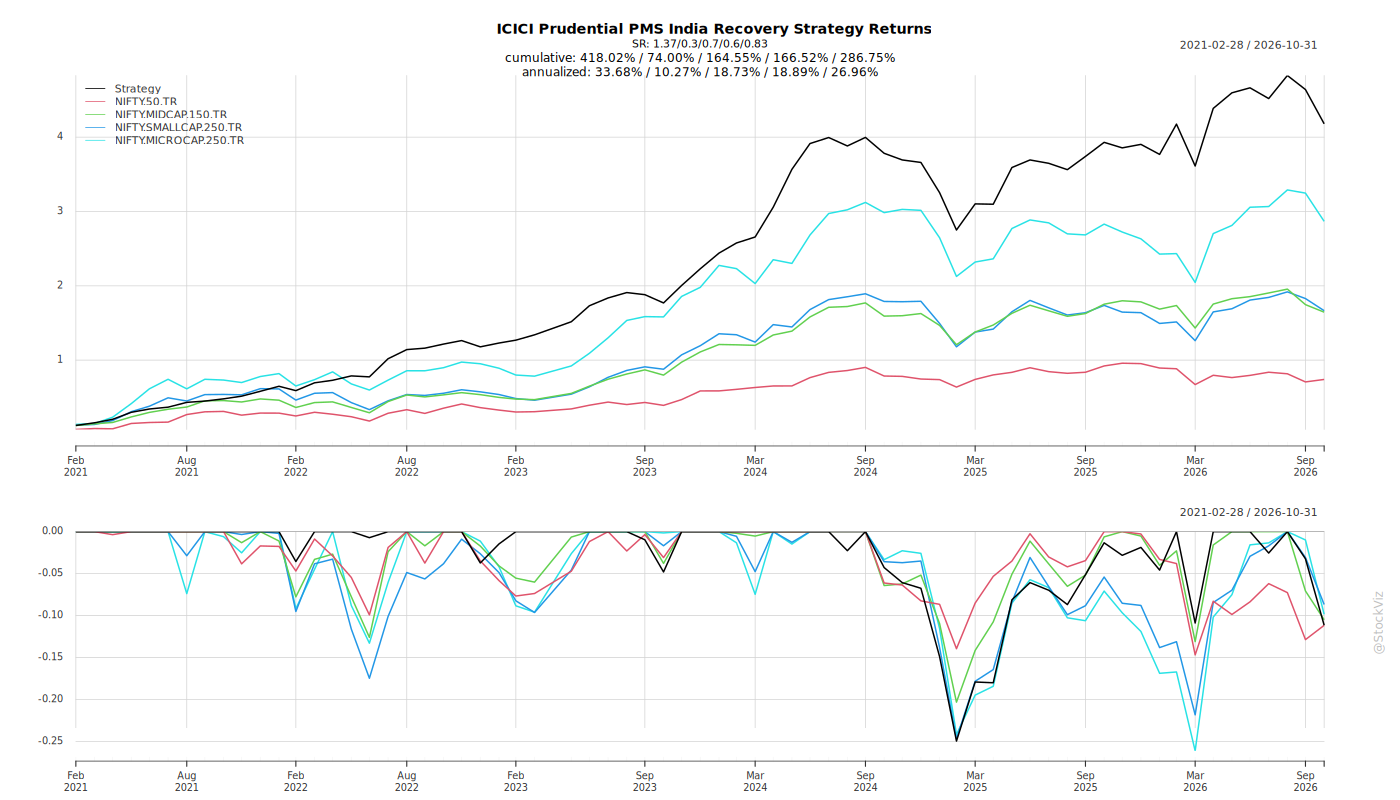 ICICI Prudential PMS India Recovery Strategy Returns
SR: 1.37/0.3/0.7/0.6/0.83
cumulative: 418.02% / 74.00% / 164.55% / 166.52% / 286.75%
annualized: 33.68% / 10.27% / 18.73% / 18.89% / 26.96%
2021-02-28 / 2026-10-31
Strategy
NIFTY.50.TR
NIFTY.MIDCAP.150.TR
NIFTY.SMALLCAP.250.TR
NIFTY.MICROCAP.250.TR
4
3
2
1
Feb 2021
Aug 2021
Feb 2022
Aug 2022
Feb 2023
Sep 2023
Mar 2024
Sep 2024
Mar 2025
Sep 2025
Mar 2026
Sep 2026
2021-02-28 / 2026-10-31
0.00
-0.05
-0.10
-0.15
-0.20
-0.25
Feb 2021
Aug 2021
Feb 2022
Aug 2022
Feb 2023
Sep 2023
Mar 2024
Sep 2024
Mar 2025
Sep 2025
Mar 2026
Sep 2026
@StockViz